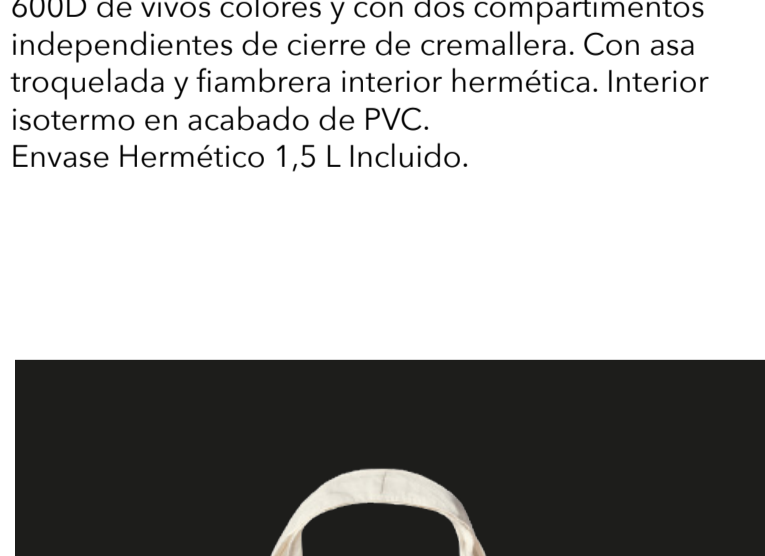 600D de vivos colores y con dos compartimentos
independientes de cierre de cremallera. Con asa
troquelada y fiambrera interior hermética. Interior
isotermo en acabado de PVC.
Envase Hermético 1,5 L Incluido.